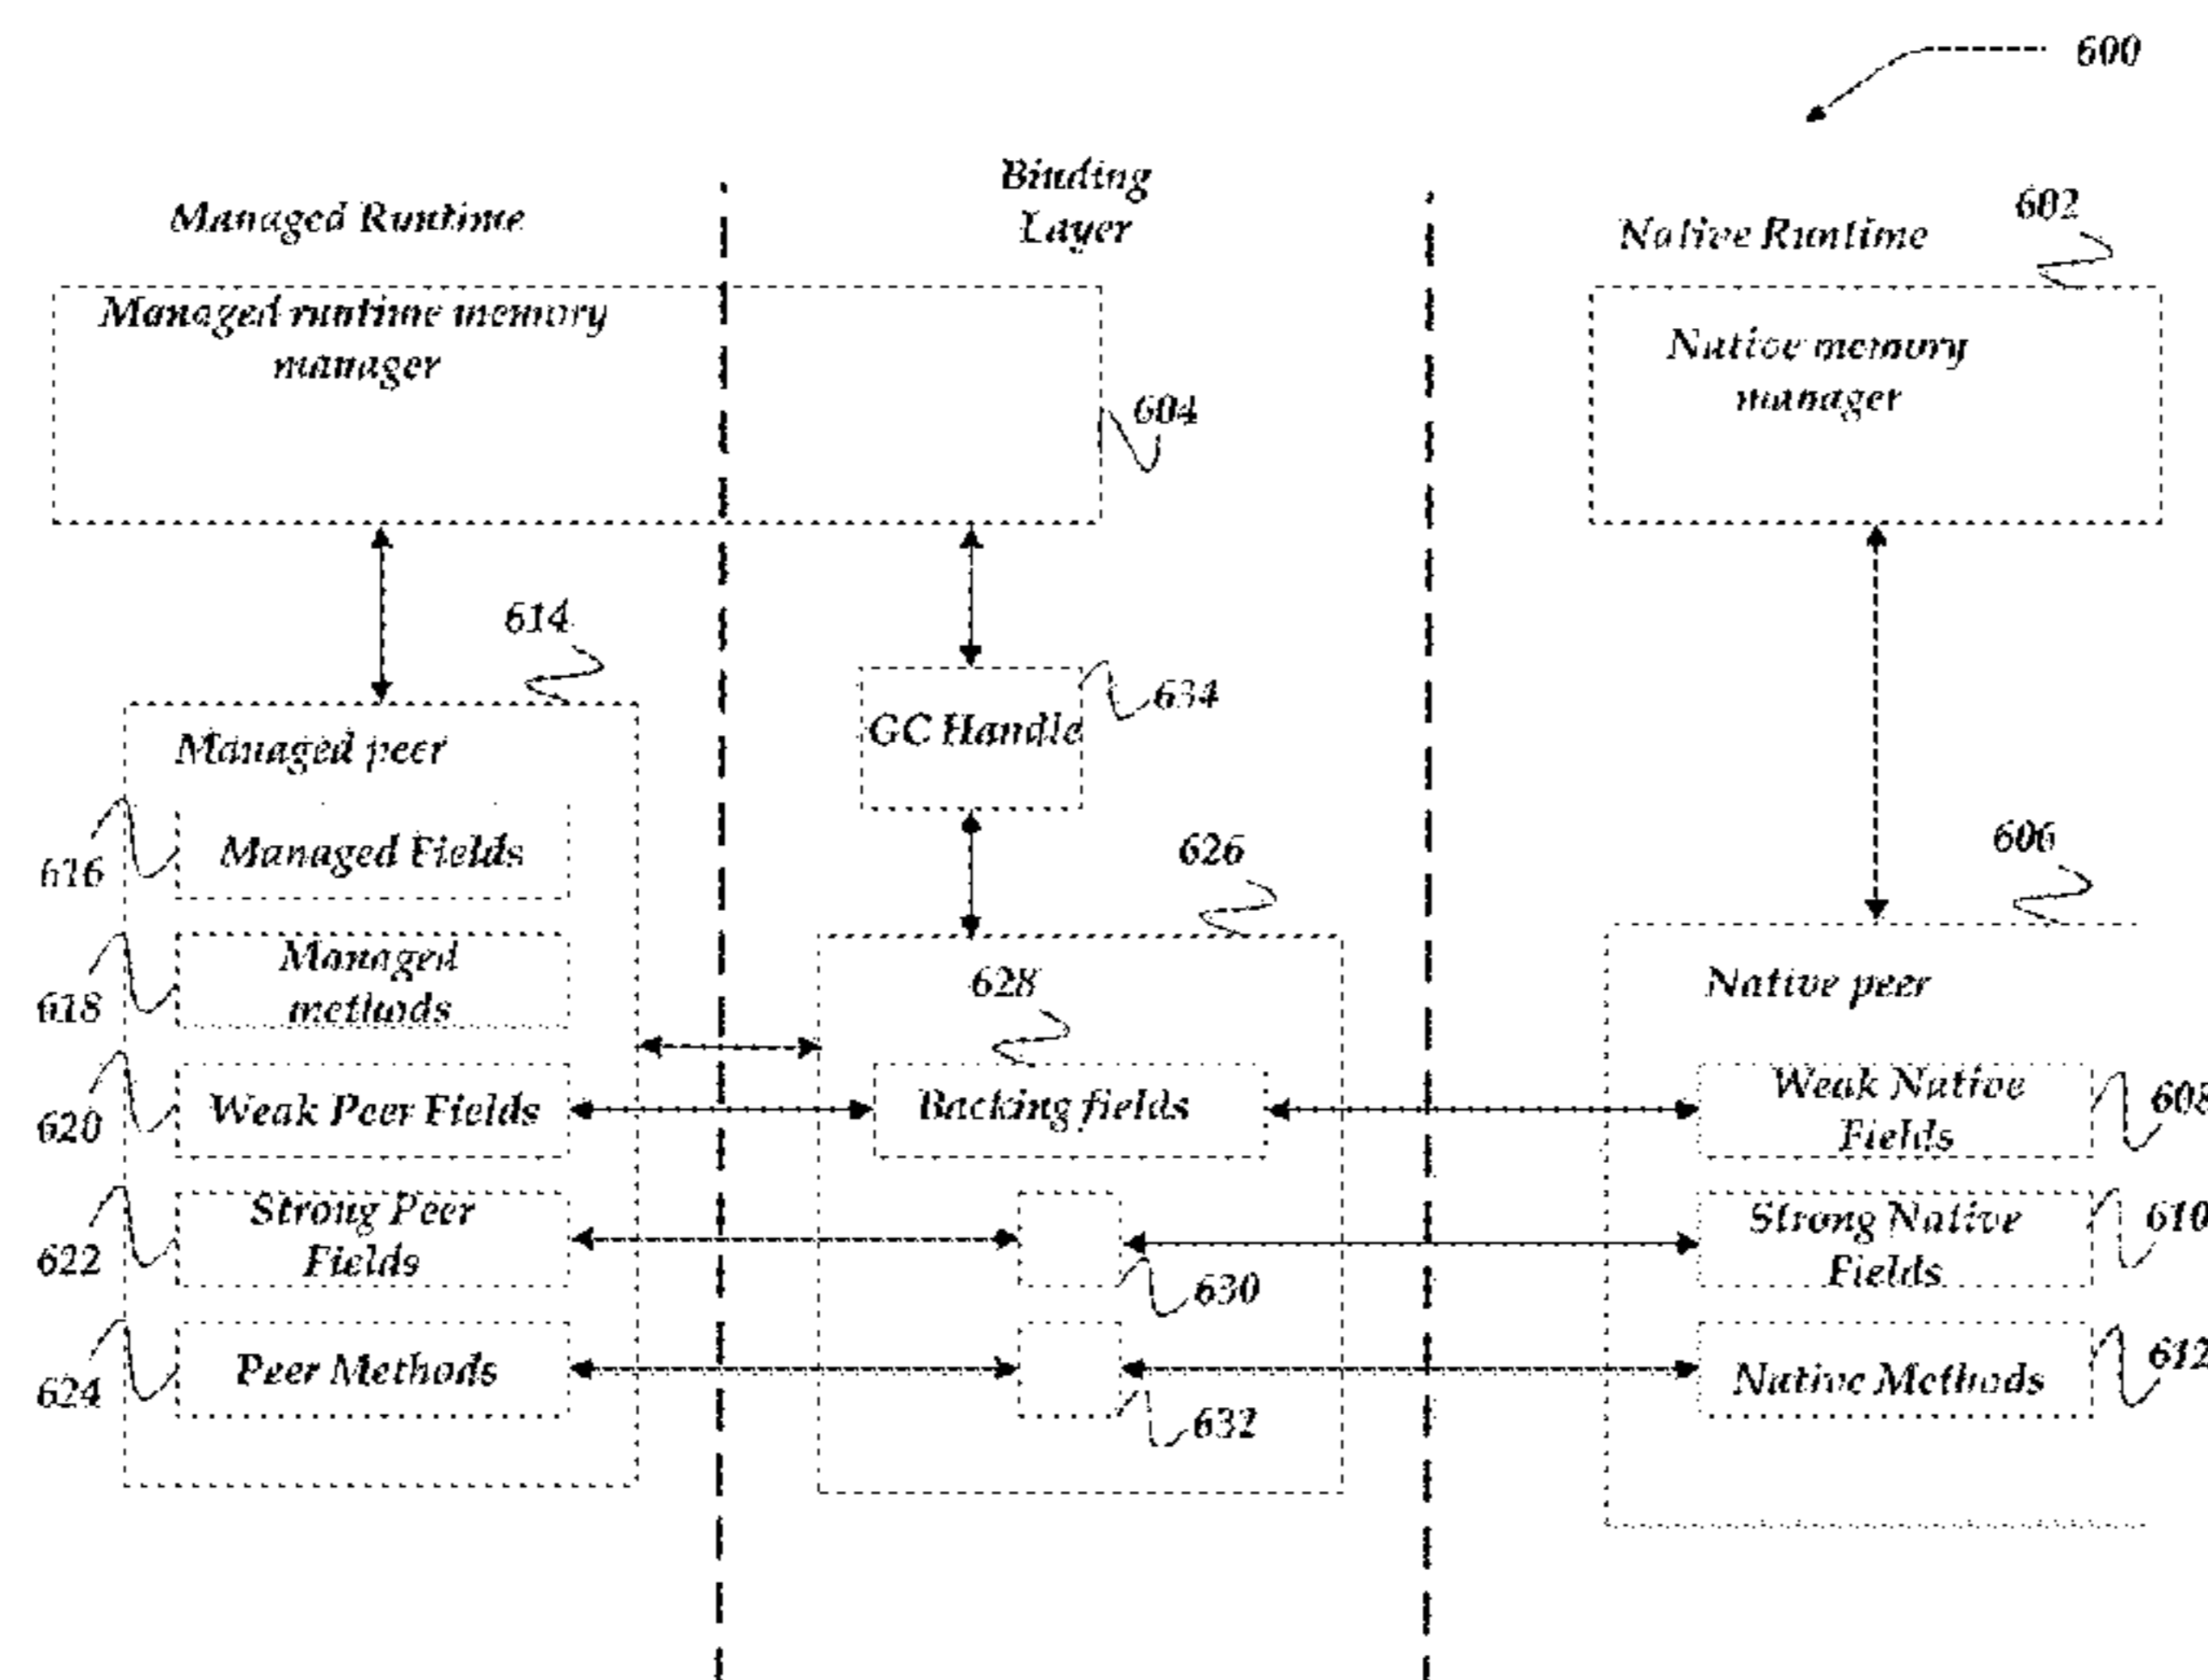 600
Managed Runtime
Binding
Layer
Native Runtime
602
Managed runtime memory
manager
Native memory
manager
604
614
634
GC Handle
Managed peer
616
Managed Fields
626
606
618
Managed
methods
628
Native peer
620
Weak Peer Fields
Backing fields
Weak Native
Fields
608
622
Strong Peer
Fields
630
Strong Native
Fields
610
624
Peer Methods
632
Native Methods
612